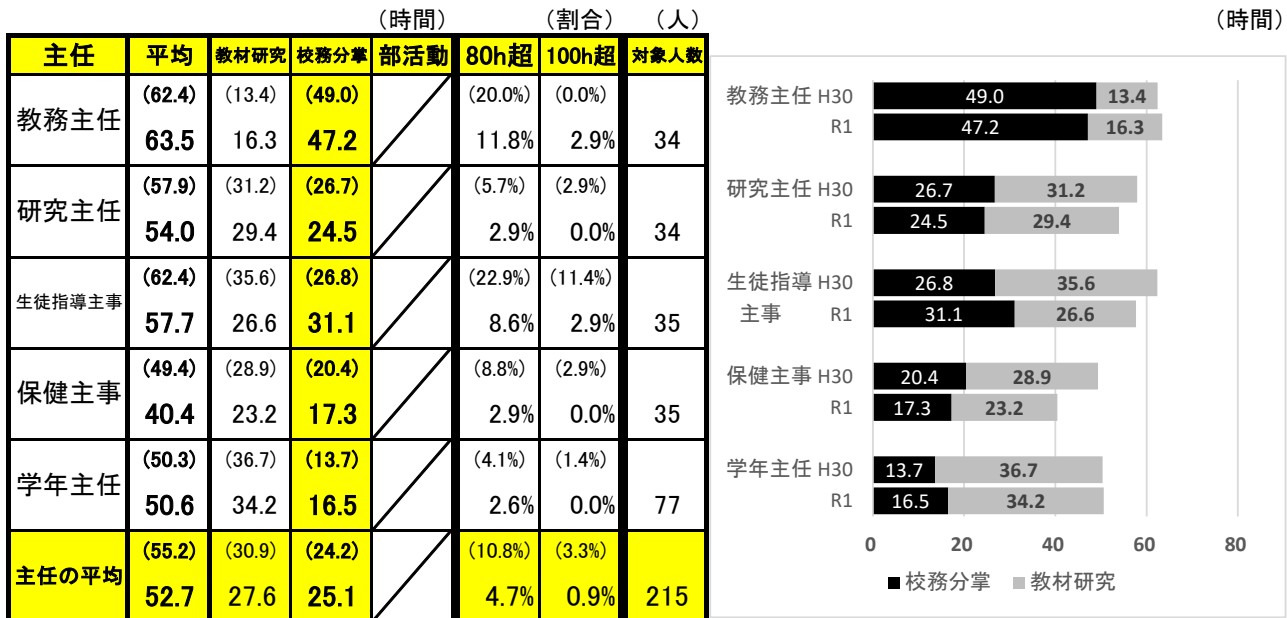 （時間） （割合） （人）
主任 平均 教材研究 校務分掌 部活動 80h超 100h超 対象人数
教務主任 (62.4) (13.4) (49.0) (20.0%) (0.0%)
63.5 16.3 47.2 11.8% 2.9% 34
研究主任 (57.9) (31.2) (26.7) (5.7%) (2.9%)
54.0 29.4 24.5 2.9% 0.0% 34
生徒指導主事 (62.4) (35.6) (26.8) (22.9%) (11.4%)
57.7 26.6 31.1 8.6% 2.9% 35
保健主事 (49.4) (28.9) (20.4) (8.8%) (2.9%)
40.4 23.2 17.3 2.9% 0.0% 35
学年主任 (50.3) (36.7) (13.7) (4.1%) (1.4%)
50.6 34.2 16.5 2.6% 0.0% 77
主任の平均 (55.2) (30.9) (24.2) (10.8%) (3.3%)
52.7 27.6 25.1 4.7% 0.9% 215
（時間）
教務主任 H30 49.0 13.4
R1 47.2 16.3
研究主任 H30 26.7 31.2
R1 24.5 29.4
生徒指導 H30 26.8 35.6
主事 R1 31.1 26.6
保健主事 H30 20.4 28.9
R1 17.3 23.2
学年主任 H30 13.7 36.7
R1 16.5 34.2
0 20 40 60 80
校務分掌 教材研究